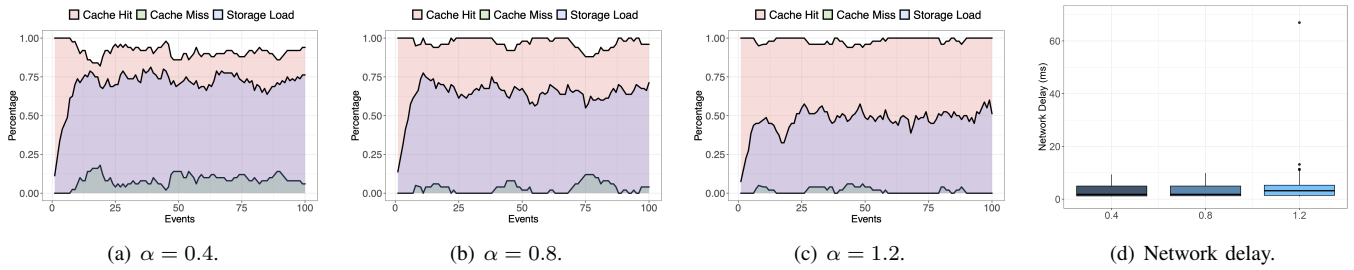 Cache Hit Cache Miss Storage Load
1.00
0.75
0.50
0.25
0.00
Percentage
0 25 50 75 100
Events
(a) α = 0.4.
Cache Hit Cache Miss Storage Load
1.00
0.75
0.50
0.25
0.00
Percentage
0 25 50 75 100
Events
(b) α = 0.8.
Cache Hit Cache Miss Storage Load
1.00
0.75
0.50
0.25
0.00
Percentage
0 25 50 75 100
Events
(c) α = 1.2.
60
40
20
0
Network Delay (ms)
0.4 0.8 1.2
(d) Network delay.